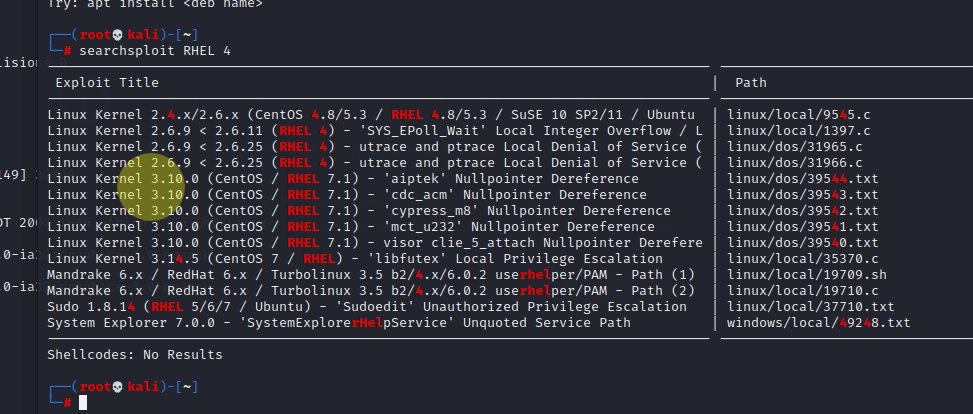 Try: apt install <deb name>
lisions 0
┌──(root💀kali)-[~]
└─# searchsploit RHEL 4
Exploit Title | Path
Linux Kernel 2.4.x/2.6.x (CentOS 4.8/5.3 / RHEL 4.8/5.3 / SuSE 10 SP2/11 / Ubuntu | linux/local/9545.c
Linux Kernel 2.6.9 < 2.6.11 (RHEL 4) - 'SYS_EPoll_Wait' Local Integer Overflow / L | linux/local/1397.c
Linux Kernel 2.6.9 < 2.6.25 (RHEL 4) - utrace and ptrace Local Denial of Service ( | linux/dos/31965.c
Linux Kernel 2.6.9 < 2.6.25 (RHEL 4) - utrace and ptrace Local Denial of Service ( | linux/dos/31966.c
149] Linux Kernel 3.10.0 (CentOS / RHEL 7.1) - 'aiptek' Nullpointer Dereference | linux/dos/39544.txt
Linux Kernel 3.10.0 (CentOS / RHEL 7.1) - 'cdc_acm' Nullpointer Dereference | linux/dos/39543.txt
Linux Kernel 3.10.0 (CentOS / RHEL 7.1) - 'cypress_m8' Nullpointer Dereference | linux/dos/39542.txt
OT 200 Linux Kernel 3.10.0 (CentOS / RHEL 7.1) - 'mct_u232' Nullpointer Dereference | linux/dos/39541.txt
Linux Kernel 3.10.0 (CentOS / RHEL 7.1) - visor clie_5_attach Nullpointer Derefere | linux/dos/39540.txt
0-ia Linux Kernel 3.14.5 (CentOS 7 / RHEL) - 'libfutex' Local Privilege Escalation | linux/local/35370.c
Mandrake 6.x / RedHat 6.x / Turbolinux 3.5 b2/4.x/6.0.2 userhelper/PAM - Path (1) | linux/local/19709.sh
0-ia Mandrake 6.x / RedHat 6.x / Turbolinux 3.5 b2/4.x/6.0.2 userhelper/PAM - Path (2) | linux/local/19710.c
Sudo 1.8.14 (RHEL 5/6/7 / Ubuntu) - 'Sudoedit' Unauthorized Privilege Escalation | linux/local/37710.txt
System Explorer 7.0.0 - 'SystemExplorerHelpService' Unquoted Service Path | windows/local/49248.txt
Shellcodes: No Results
┌──(root💀kali)-[~]
└─#